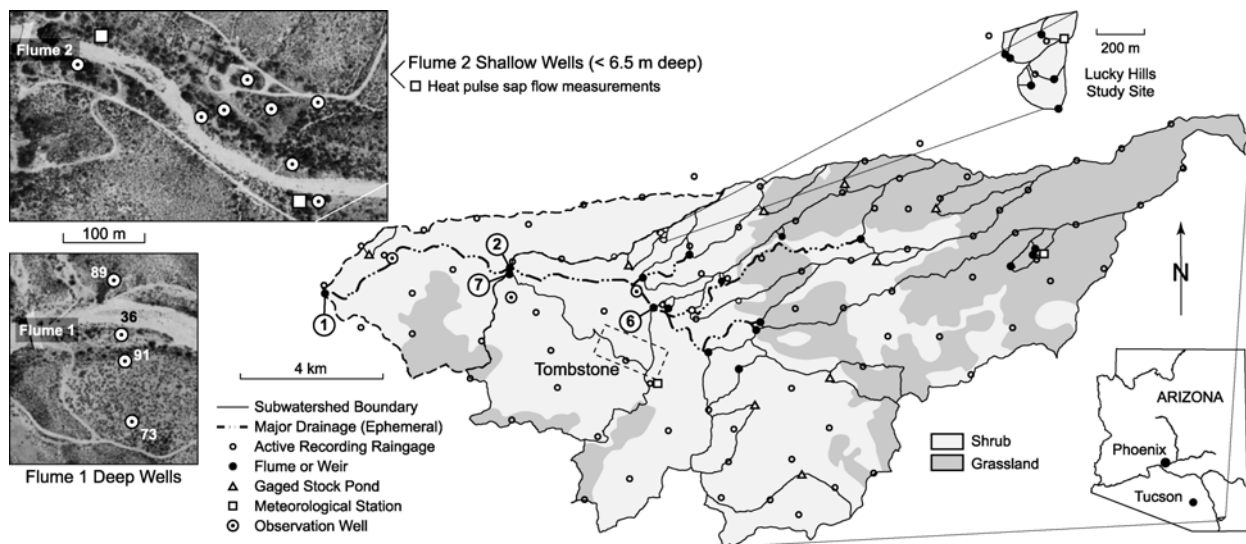 Flume 2
Flume 2 Shallow Wells (< 6.5 m deep)
Heat pulse sap flow measurements
100 m
89
Flume 1
36
91
73
Flume 1 Deep Wells
200 m
Lucky Hills
Study Site
2
7
1
6
Tombstone
4 km
N
Subwatershed Boundary
Major Drainage (Ephemeral)
Active Recording Raingage
Flume or Weir
Gaged Stock Pond
Meteorological Station
Observation Well
Shrub
Grassland
ARIZONA
Phoenix
Tucson